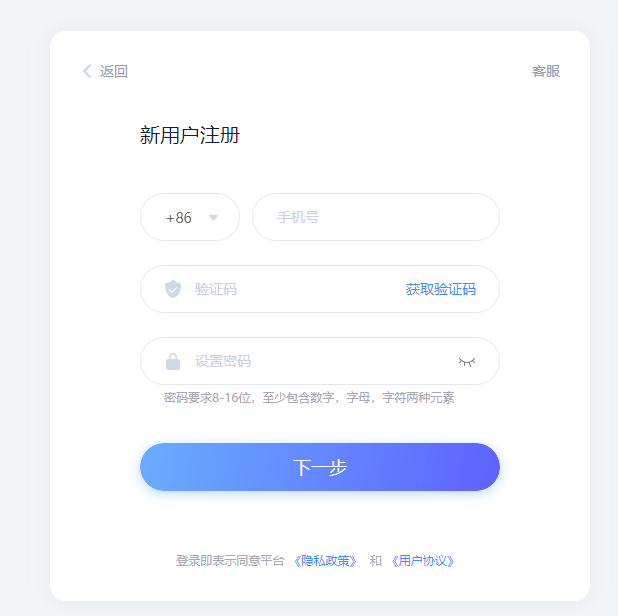 返回 客服
新用户注册
+86 手机号
验证码 获取验证码
设置密码
密码要求8-16位，至少包含数字，字母，字符两种元素
下一步
登录即表示同意平台《隐私政策》 和 《用户协议》